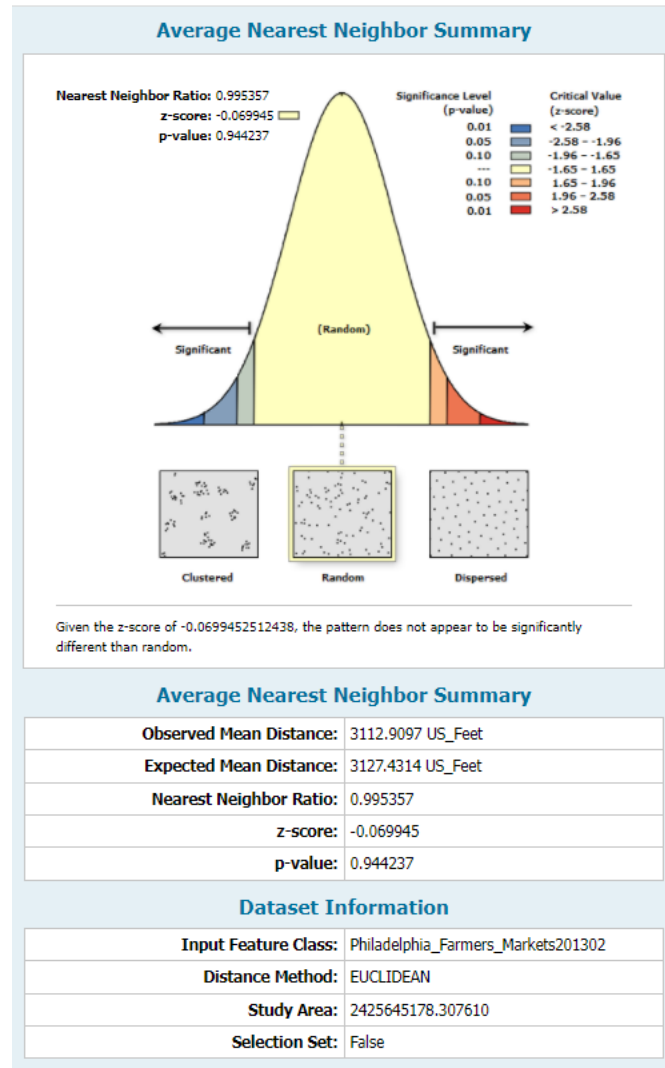 Average Nearest Neighbor Summary
Nearest Neighbor Ratio: 0.995357
z-score: -0.069945
p-value: 0.944237
Significance Level (p-value)
Critical Value (z-score)
0.01 < -2.58
0.05 -2.58 – -1.96
0.10 -1.96 – -1.65
--- -1.65 – 1.65
0.10 1.65 – 1.96
0.05 1.96 – 2.58
0.01 > 2.58
(Random)
Significant
Significant
Clustered
Random
Dispersed
Given the z-score of -0.0699452512438, the pattern does not appear to be significantly
different than random.
Average Nearest Neighbor Summary
Observed Mean Distance: 3112.9097 US_Feet
Expected Mean Distance: 3127.4314 US_Feet
Nearest Neighbor Ratio: 0.995357
z-score: -0.069945
p-value: 0.944237
Dataset Information
Input Feature Class: Philadelphia_Farmers_Markets201302
Distance Method: EUCLIDEAN
Study Area: 2425645178.307610
Selection Set: False